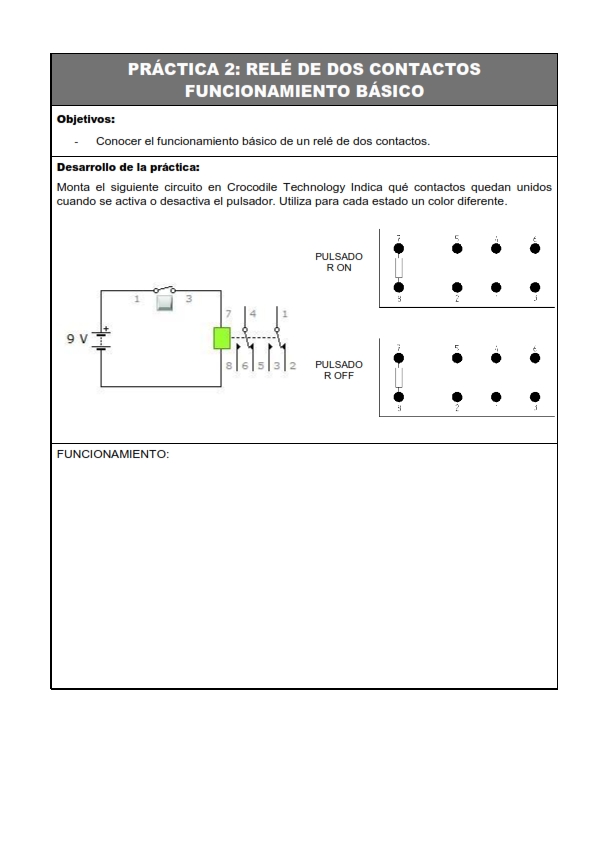 PRÁCTICA 2: RELÉ DE DOS CONTACTOS
FUNCIONAMIENTO BÁSICO
Objetivos:
- Conocer el funcionamiento básico de un relé de dos contactos.
Desarrollo de la práctica:
Monta el siguiente circuito en Crocodile Technology Indica qué contactos quedan unidos
cuando se activa o desactiva el pulsador. Utiliza para cada estado un color diferente.
PULSADO
R ON
7 5 4 6
8 2 1 3
1 3
9 V
+
7 4 1
8 6 5 3 2
PULSADO
R OFF
7 5 4 6
8 2 1 3
FUNCIONAMIENTO: